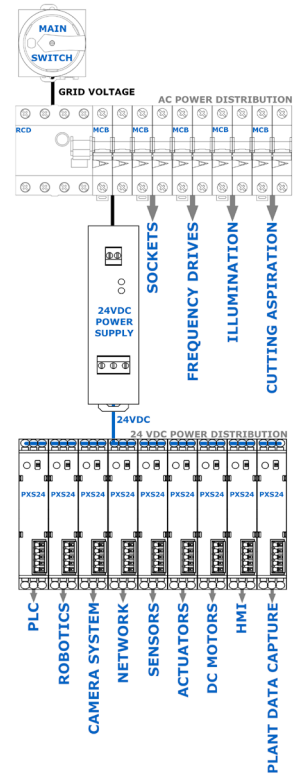 MAIN
SWITCH
GRID VOLTAGE
AC POWER DISTRIBUTION
RCD
MCB
MCB
MCB
MCB
MCB
SOCKETS
FREQUENCY DRIVES
ILLUMINATION
CUTTING ASPIRATION
24VDC
POWER
SUPPLY
24VDC
24 VDC POWER DISTRIBUTION
PXS24
PXS24
PXS24
PXS24
PXS24
PXS24
PXS24
PXS24
PXS24
PLC
ROBOTICS
CAMERA SYSTEM
NETWORK
SENSORS
ACTUATORS
DC MOTORS
HMI
PLANT DATA CAPTURE